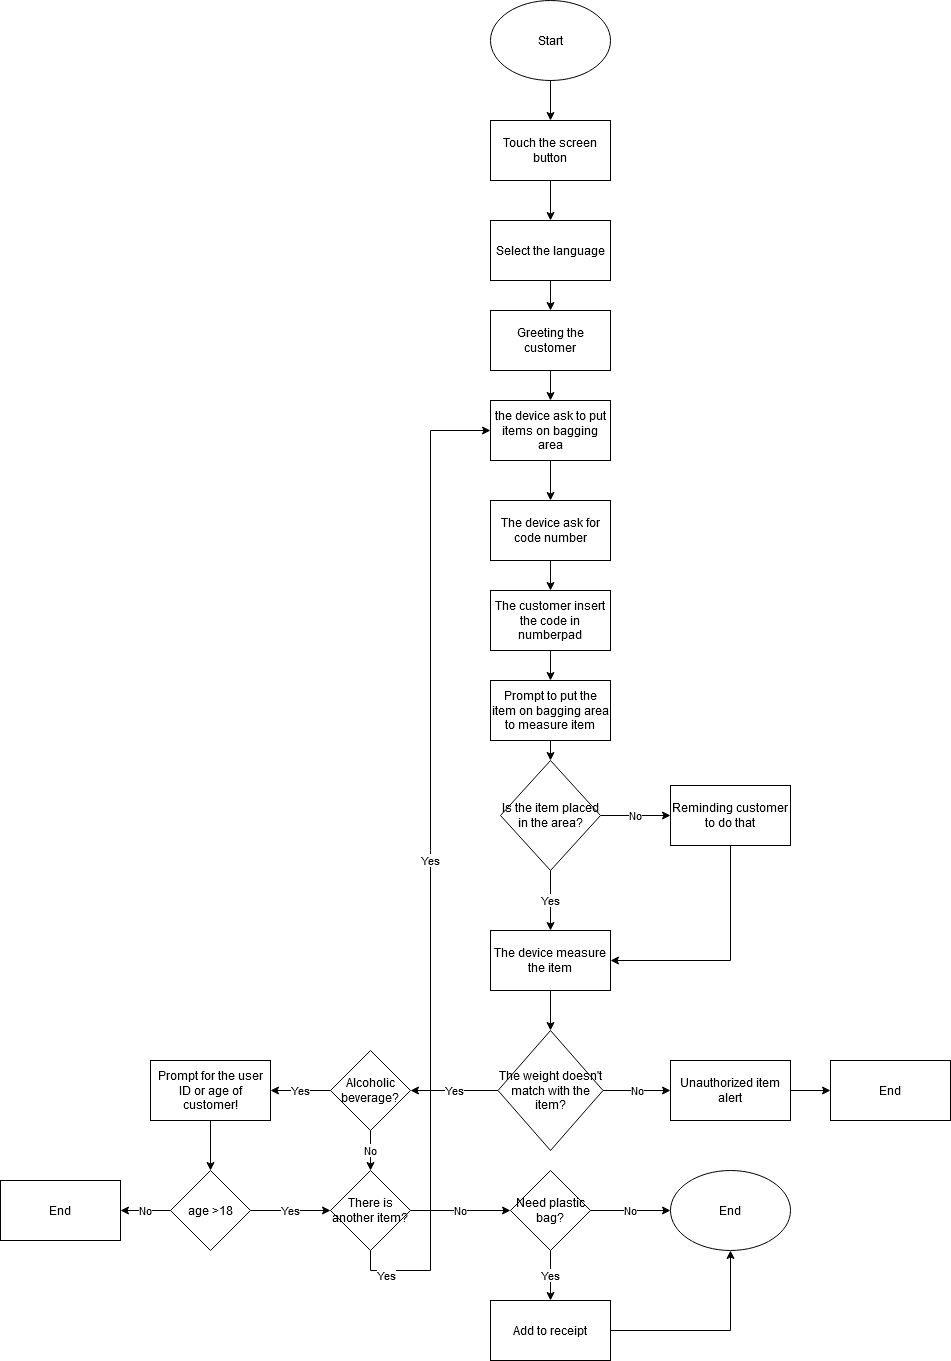 Start
Touch the screen
button
Select the language
Greeting the
customer
the device ask to put
items on bagging
area
The device ask for
code number
The customer insert
the code in
numberpad
Prompt to put the
item on bagging area
to measure item
Is the item placed
in the area?
No
Reminding customer
to do that
Yes
Yes
The device measure
the item
Prompt for the user
ID or age of
customer!
Yes
Alcoholic
beverage?
Yes
The weight doesn't
match with the
item?
No
Unauthorized item
alert
End
No
End
No
age >18
Yes
There is
another item?
No
Need plastic
bag?
No
End
Yes
Yes
Add to receipt